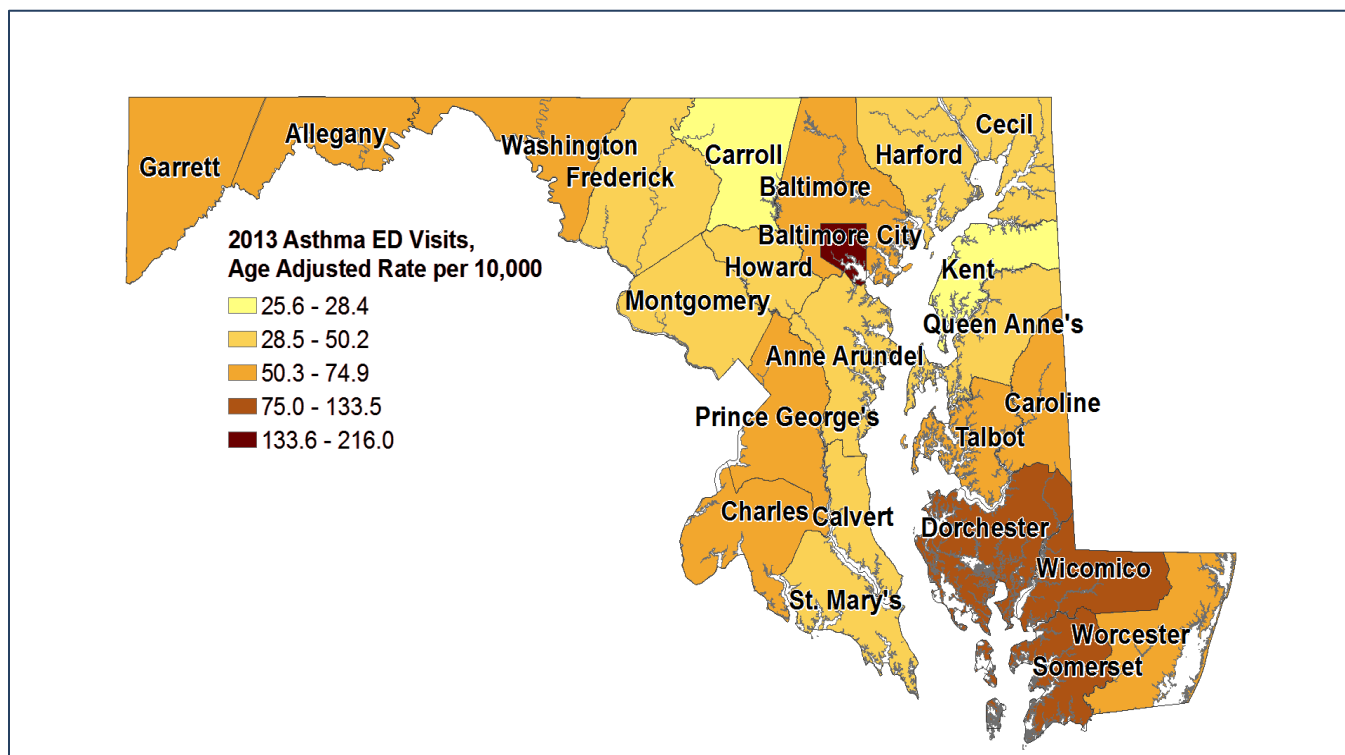 Garrett
Allegany
Washington
Frederick
Carroll
Baltimore
Harford
Cecil
Baltimore City
Howard
Montgomery
Kent
Queen Anne's
Anne Arundel
Prince George's
Caroline
Talbot
Charles
Calvert
Dorchester
St. Mary's
Wicomico
Worcester
Somerset
2013 Asthma ED Visits,
Age Adjusted Rate per 10,000
25.6 - 28.4
28.5 - 50.2
50.3 - 74.9
75.0 - 133.5
133.6 - 216.0